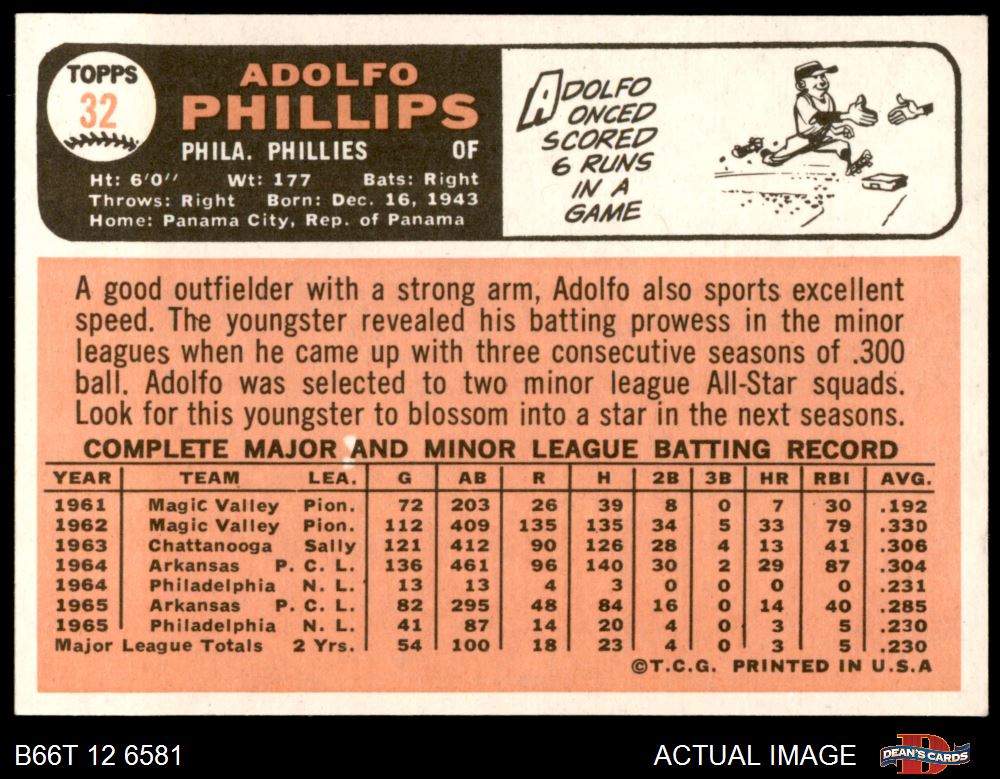 TOPPS
32
ADOLFO
PHILLIPS
PHILA. PHILLIES OF
Ht: 6'0'' Wt: 177 Bats: Right
Throws: Right Born: Dec. 16, 1943
Home: Panama City, Rep. of Panama
ADOLFO
ONCED
SCORED
6 RUNS
IN A
GAME
A good outfielder with a strong arm, Adolfo also sports excellent
speed. The youngster revealed his batting prowess in the minor
leagues when he came up with three consecutive seasons of .300
ball. Adolfo was selected to two minor league All-Star squads.
Look for this youngster to blossom into a star in the next seasons.
COMPLETE MAJOR AND MINOR LEAGUE BATTING RECORD
YEAR TEAM LEA. G AB R H 2B 3B HR RBI AVG.
1961 Magic Valley Pion. 72 203 26 39 8 0 7 30 .192
1962 Magic Valley Pion. 112 409 135 135 34 5 33 79 .330
1963 Chattanooga Sally 121 412 90 126 28 4 13 41 .306
1964 Arkansas P. C. L. 136 461 96 140 30 2 29 87 .304
1964 Philadelphia N. L. 13 13 4 3 0 0 0 0 .231
1965 Arkansas P. C. L. 82 295 48 84 16 0 14 40 .285
1965 Philadelphia N. L. 41 87 14 20 4 0 3 5 .230
Major League Totals 2 Yrs. 54 100 18 23 4 0 3 5 .230
©T.C.G. PRINTED IN U.S.A
B66T 12 6581 ACTUAL IMAGE DEAN'S CARDS